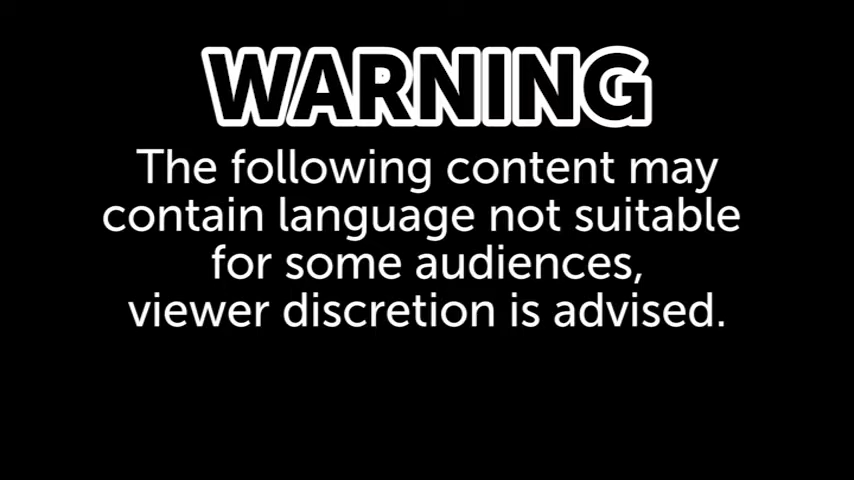 WARNING
The following content may
contain language not suitable
for some audiences,
viewer discretion is advised.